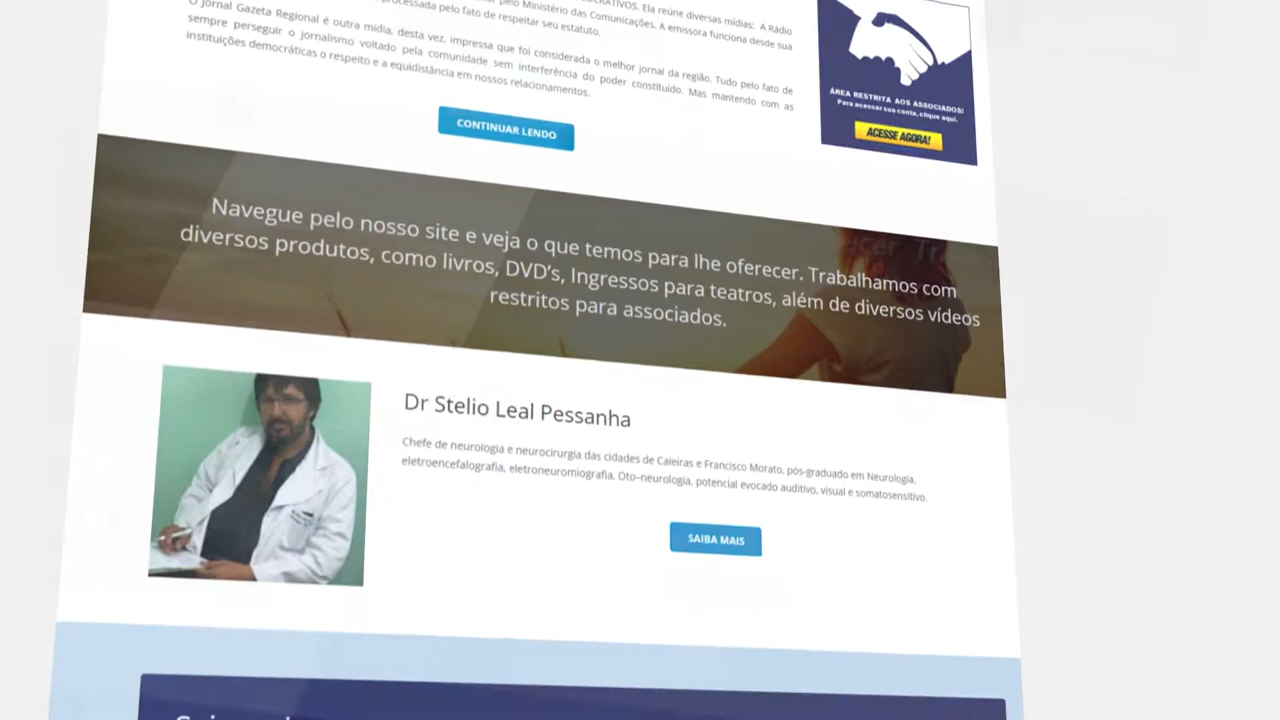 CRATIVOS. Ela reúne diversas mídias: A Rádio
pelo Ministério das Comunicações. A emissora funciona desde sua
processada pelo fato de respeitar seu estatuto.
O Jornal Gazeta Regional é outra mídia, desta vez, impressa que foi considerada o melhor jornal da região. Tudo pelo fato de
sempre perseguir o jornalismo voltado pela comunidade sem interferência do poder constituído. Mas mantendo com as
instituições democráticas o respeito e a equidistância em nossos relacionamentos.
CONTINUAR LENDO
ÁREA RESTRITA AOS ASSOCIADOS!
Para acessar sua conta, clique aqui.
ACESSE AGORA!
Navegue pelo nosso site e veja o que temos para lhe oferecer. Trabalhamos com
diversos produtos, como livros, DVD's, Ingressos para teatros, além de diversos vídeos
restritos para associados.
Dr Stelio Leal Pessanha
Chefe de neurologia e neurocirurgia das cidades de Caieiras e Francisco Morato, pós-graduado em Neurologia,
eletroencefalografia, eletroneuromiografia, Oto-neurologia, potencial evocado auditivo, visual e somatosensitivo.
SAIBA MAIS